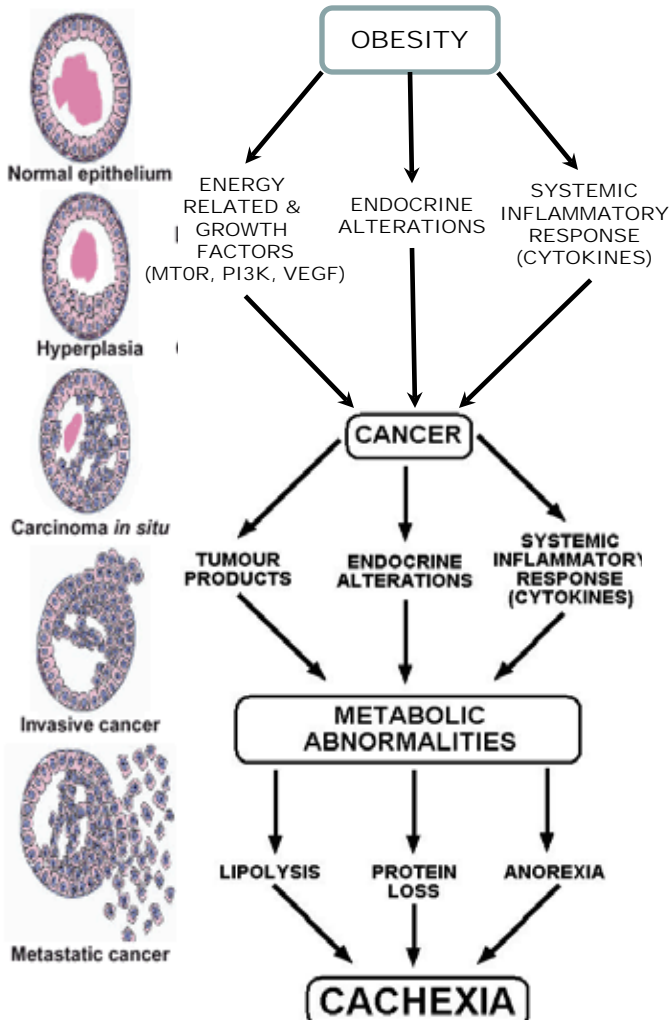 OBESITY
Normal epithelium
ENERGY
RELATED &
GROWTH
FACTORS
(MT0R, PI3K, VEGF)
ENDOCRINE
ALTERATIONS
SYSTEMIC
INFLAMMATORY
RESPONSE
(CYTOKINES)
Hyperplasia
CANCER
Carcinoma in situ
TUMOUR
PRODUCTS
ENDOCRINE
ALTERATIONS
SYSTEMIC
INFLAMMATORY
RESPONSE
(CYTOKINES)
Invasive cancer
METABOLIC
ABNORMALITIES
LIPOLYSIS
PROTEIN
LOSS
ANOREXIA
Metastatic cancer
CACHEXIA